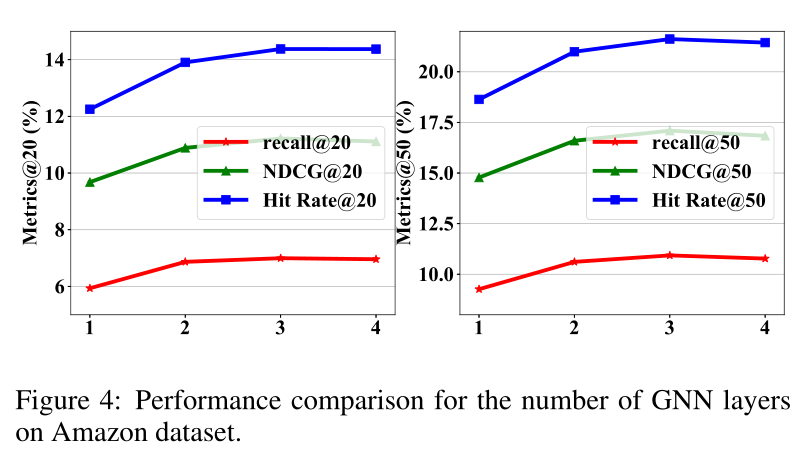 Metrics@20 (%)
14
12
10
8
6
1 2 3 4
recall@20
NDCG@20
Hit Rate@20
Metrics@50 (%)
20.0
17.5
15.0
12.5
10.0
1 2 3 4
recall@50
NDCG@50
Hit Rate@50
Figure 4: Performance comparison for the number of GNN layers
on Amazon dataset.